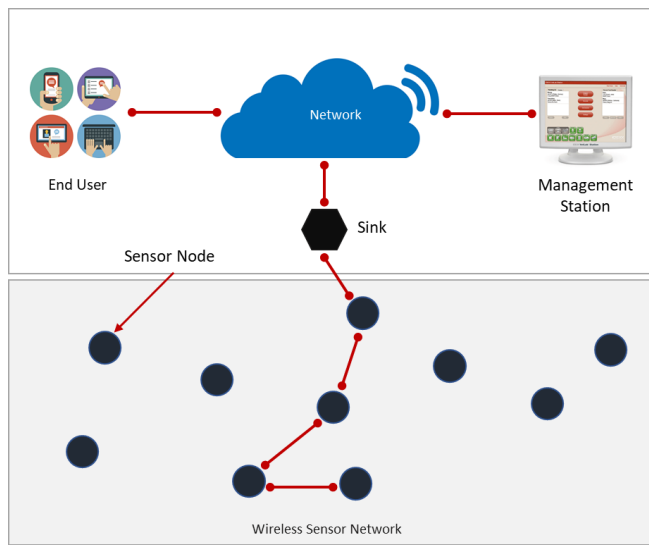 Network
End User
Management
Station
Sink
Sensor Node
Wireless Sensor Network